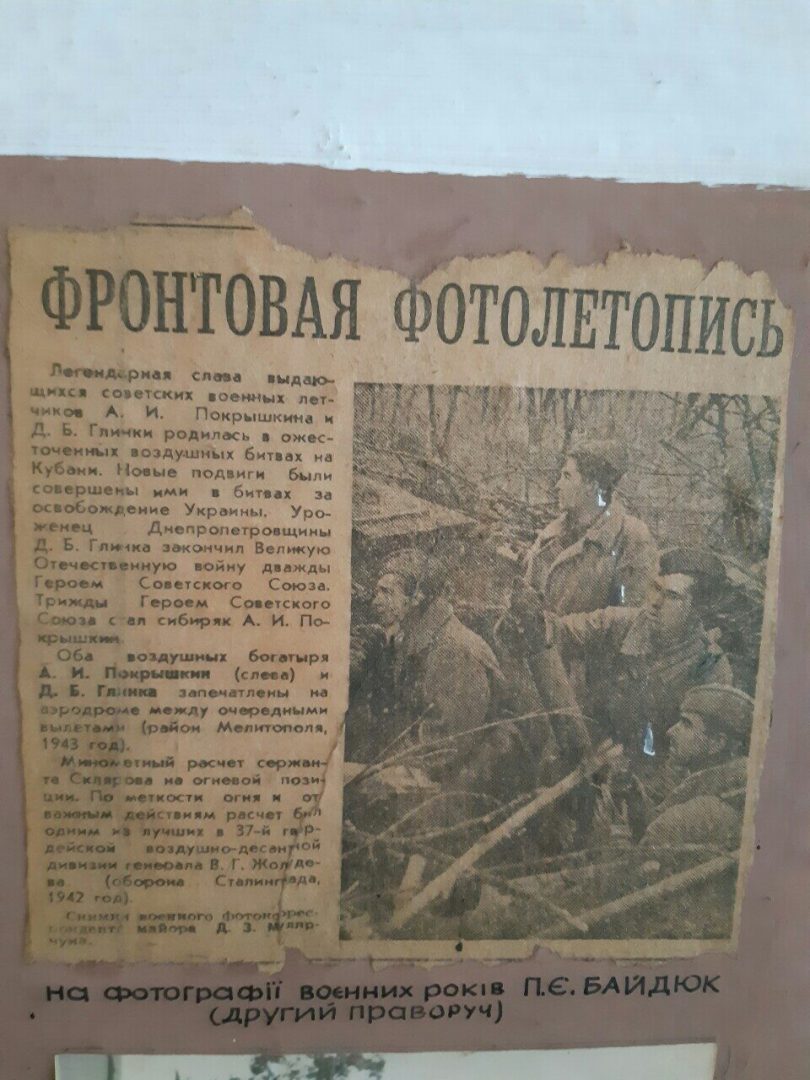 ФРОНТОВАЯ ФОТОЛЕТОПИСЬ
Легендарная слава выдаю-
щихся советских военных лет-
чиков А. И. Покрышкина и
Д. Б. Глинки родилась в ожес-
точенных воздушных битвах на
Кубани. Новые подвиги были
совершены ими в битвах за
освобождение Украины. Уро-
женец Днепропетровщины
Д. Б. Глинка закончил Великую
Отечественную войну дважды
Героем Советского Союза.
Трижды Героем Советского
Союза стал сибиряк А. И. По-
крышкин.
Оба воздушных богатыря
А. И. Покрышкин (слева) и
Д. Б. Глинка запечатлены на
аэродроме между очередными
вылетами (район Мелитополя,
1943 год).
Минометный расчет сержан-
та Склярова на огневой пози-
ции. По меткости огня и от
важным действиям расчет был
одним из лучших в 37-й гвар-
дейской воздушно-десантной
дивизии генерала В. Г. Жолуде-
ва (оборона Сталинграда,
1942 год).
Снимки военного фотокоррес-
пондента майора Д. З.
на фотографії воєнних років П.Є. БАЙДЮК
(другий праворуч)